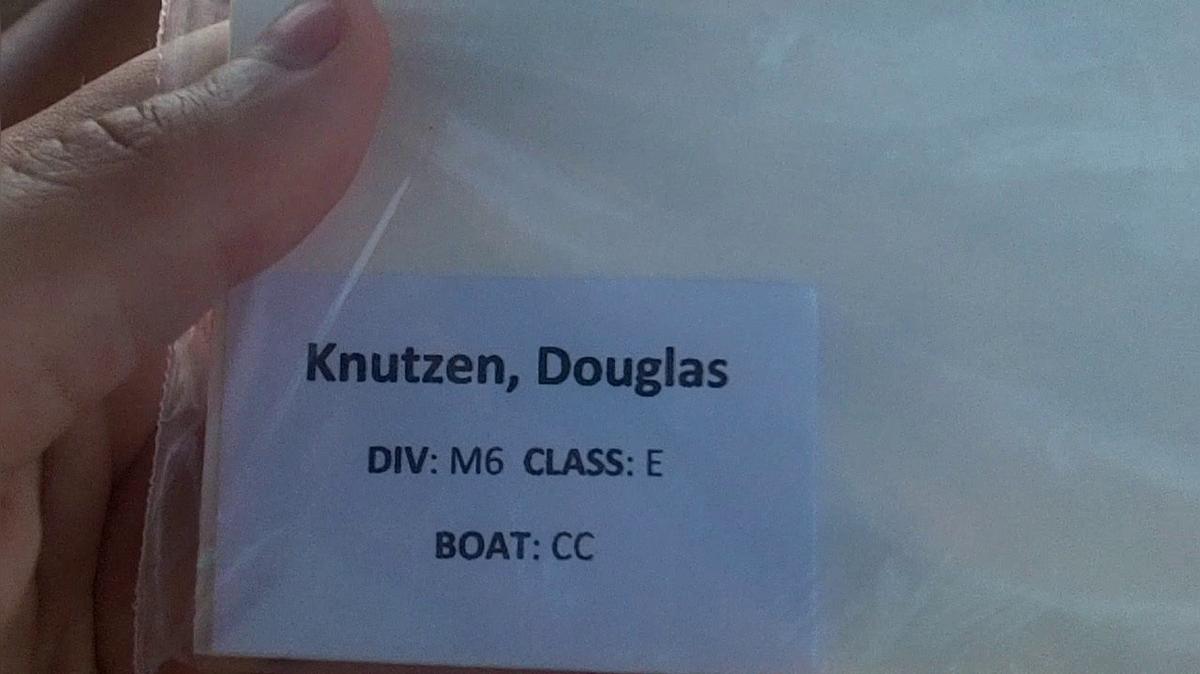 Knutzen, Douglas
DIV: M6 CLASS: E
BOAT: CC